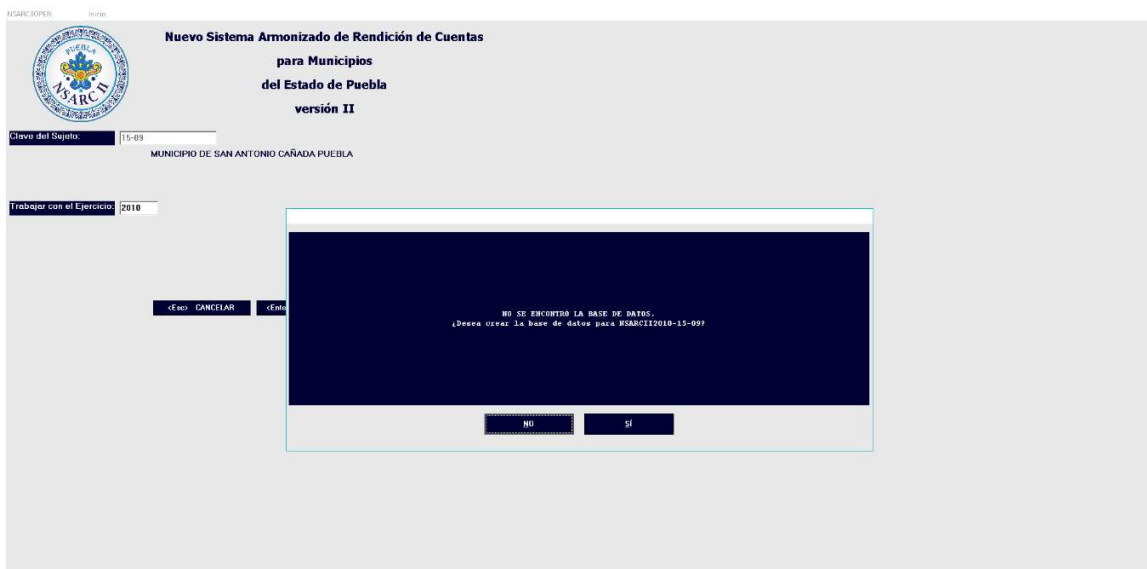 NSARCIIOPER: Inicio
PUEBLA
NSARC II
Nuevo Sistema Armonizado de Rendición de Cuentas
para Municipios
del Estado de Puebla
versión II
Clave del Sujeto: 15-09
MUNICIPIO DE SAN ANTONIO CAÑADA PUEBLA
Trabajar con el Ejercicio: 2010
<Esc> CANCELAR <Ente
NO SE ENCONTRÓ LA BASE DE DATOS.
¿Desea crear la base de datos para NSARCII2010-15-09?
NO SÍ